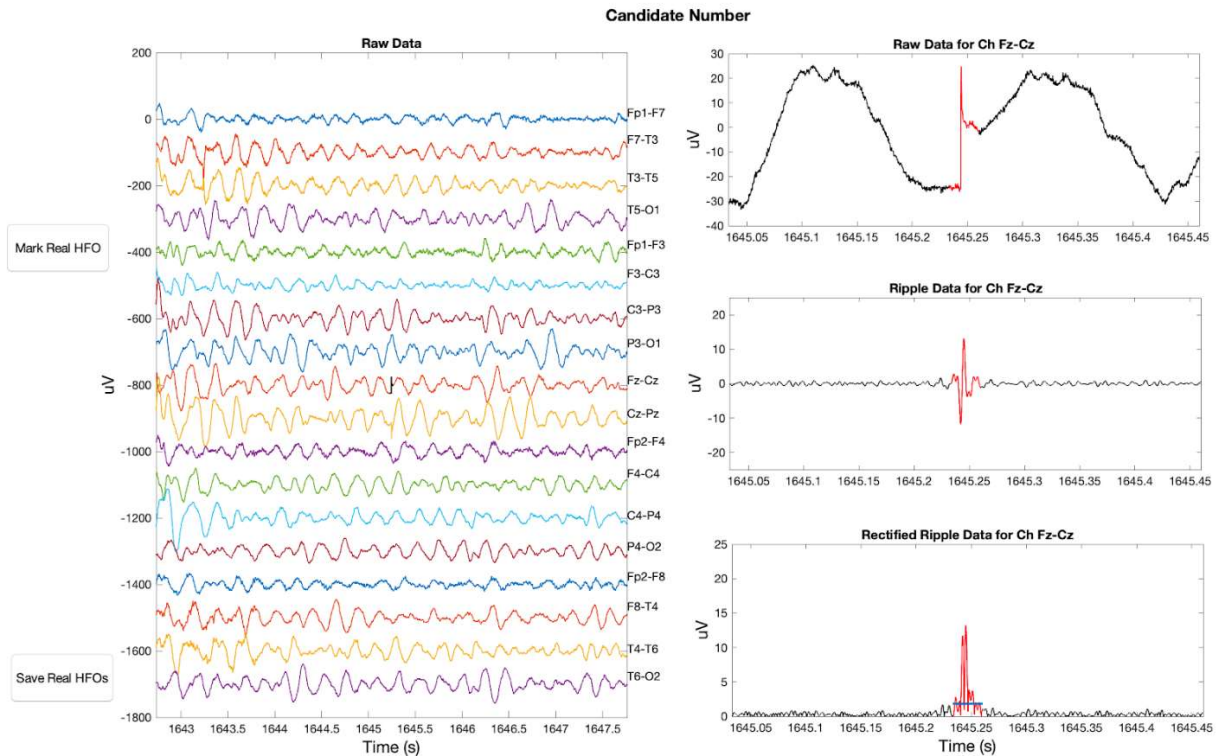 Candidate Number
Raw Data
200
0
-200
-400
-600
-800
-1000
-1200
-1400
-1600
-1800
uV
Fp1-F7
F7-T3
T3-T5
T5-O1
Fp1-F3
F3-C3
C3-P3
P3-O1
Fz-Cz
Cz-Pz
Fp2-F4
F4-C4
C4-P4
P4-O2
Fp2-F8
F8-T4
T4-T6
T6-O2
1643 1643.5 1644 1644.5 1645 1645.5 1646 1646.5 1647 1647.5
Time (s)
Mark Real HFO
Save Real HFOs
Raw Data for Ch Fz-Cz
30
20
10
0
-10
-20
-30
-40
uV
1645.05 1645.1 1645.15 1645.2 1645.25 1645.3 1645.35 1645.4 1645.45
Ripple Data for Ch Fz-Cz
20
10
0
-10
-20
uV
1645.05 1645.1 1645.15 1645.2 1645.25 1645.3 1645.35 1645.4 1645.45
Rectified Ripple Data for Ch Fz-Cz
25
20
15
10
5
0
uV
1645.05 1645.1 1645.15 1645.2 1645.25 1645.3 1645.35 1645.4 1645.45
Time (s)